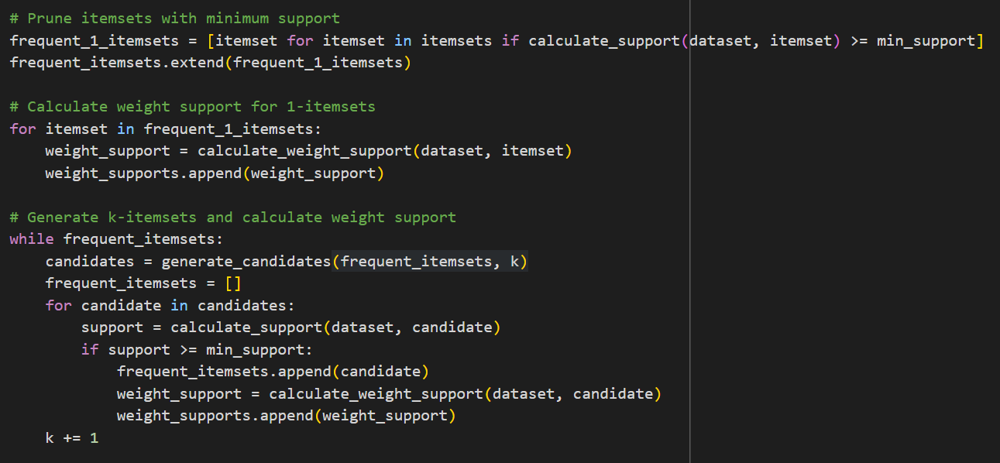 # Prune itemsets with minimum support
frequent_1_itemsets = [itemset for itemset in itemsets if calculate_support(dataset, itemset) >= min_support]
frequent_itemsets.extend(frequent_1_itemsets)

# Calculate weight support for 1-itemsets
for itemset in frequent_1_itemsets:
    weight_support = calculate_weight_support(dataset, itemset)
    weight_supports.append(weight_support)

# Generate k-itemsets and calculate weight support
while frequent_itemsets:
    candidates = generate_candidates(frequent_itemsets, k)
    frequent_itemsets = []
    for candidate in candidates:
        support = calculate_support(dataset, candidate)
        if support >= min_support:
            frequent_itemsets.append(candidate)
            weight_support = calculate_weight_support(dataset, candidate)
            weight_supports.append(weight_support)
    k += 1